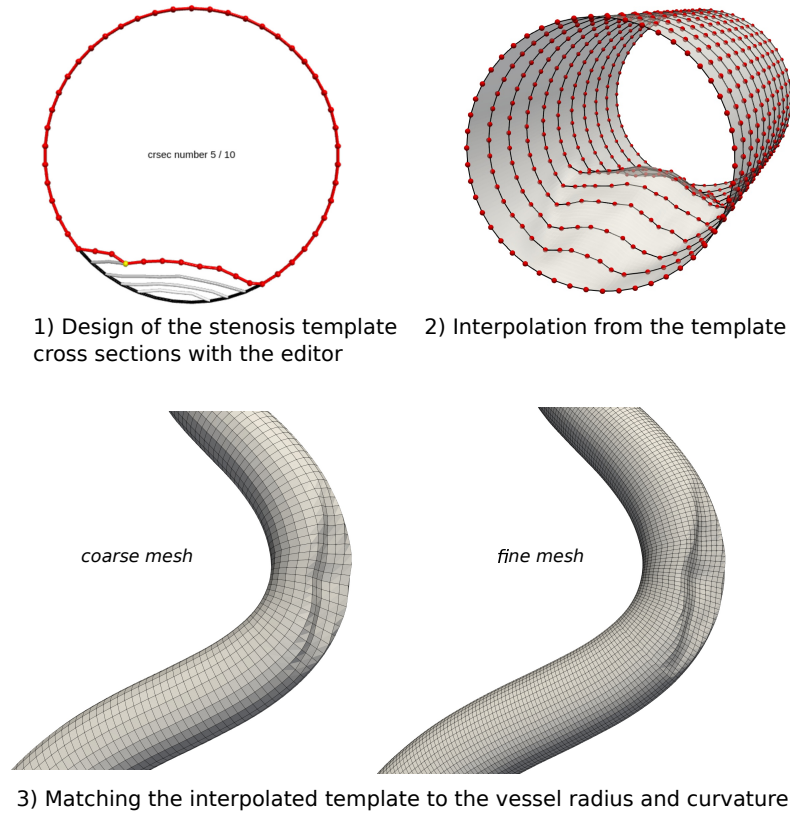 crsec number 5 / 10
1) Design of the stenosis template
cross sections with the editor
2) Interpolation from the template
coarse mesh
fine mesh
3) Matching the interpolated template to the vessel radius and curvature